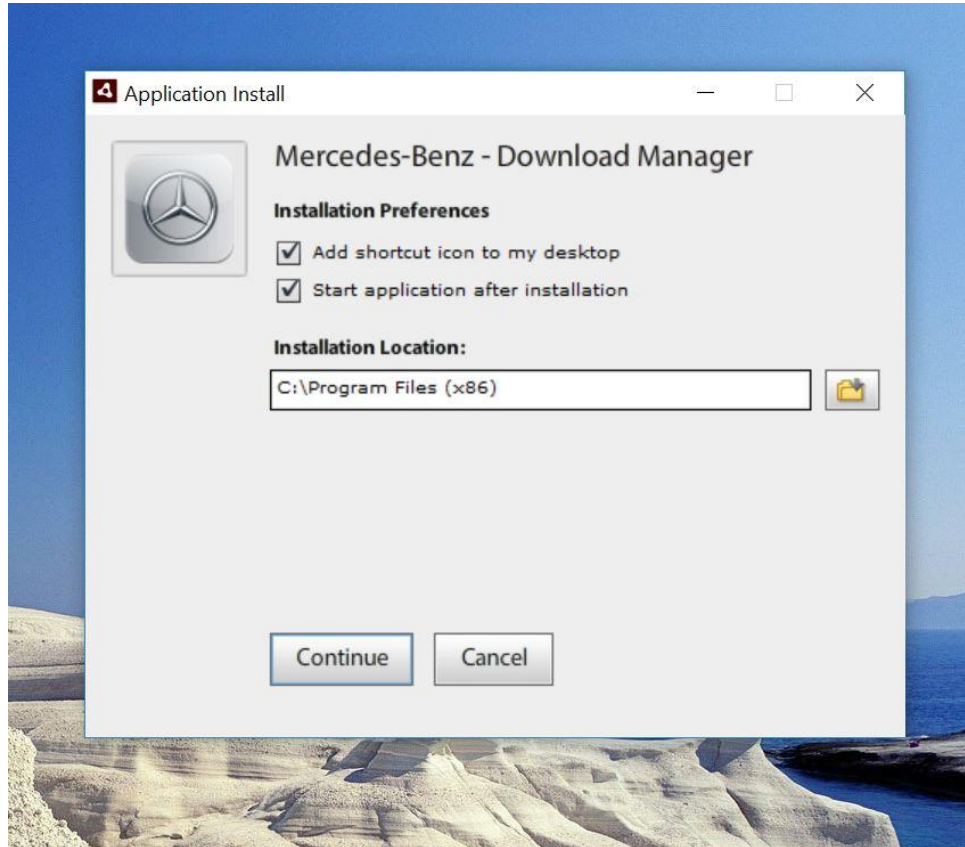 Application Install
Mercedes-Benz - Download Manager
Installation Preferences
Add shortcut icon to my desktop
Start application after installation
Installation Location:
C:\Program Files (x86)
Continue
Cancel